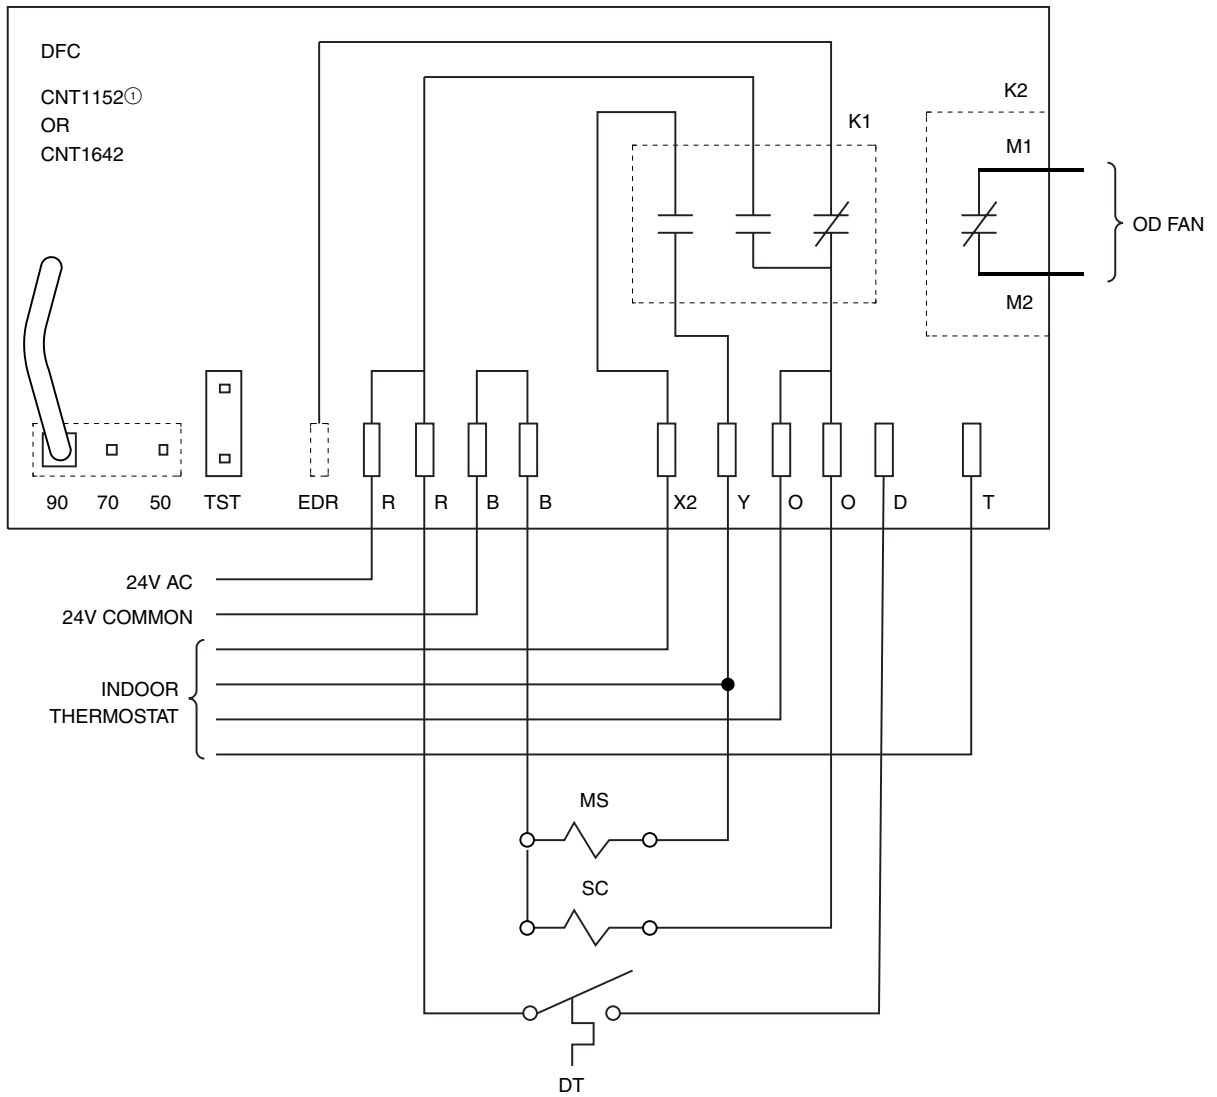 DFC
CNT1152①
OR
CNT1642
K1
K2
M1
OD FAN
M2
90 70 50 TST EDR R R B B X2 Y O O D T
24V AC
24V COMMON
INDOOR
THERMOSTAT
MS
SC
DT